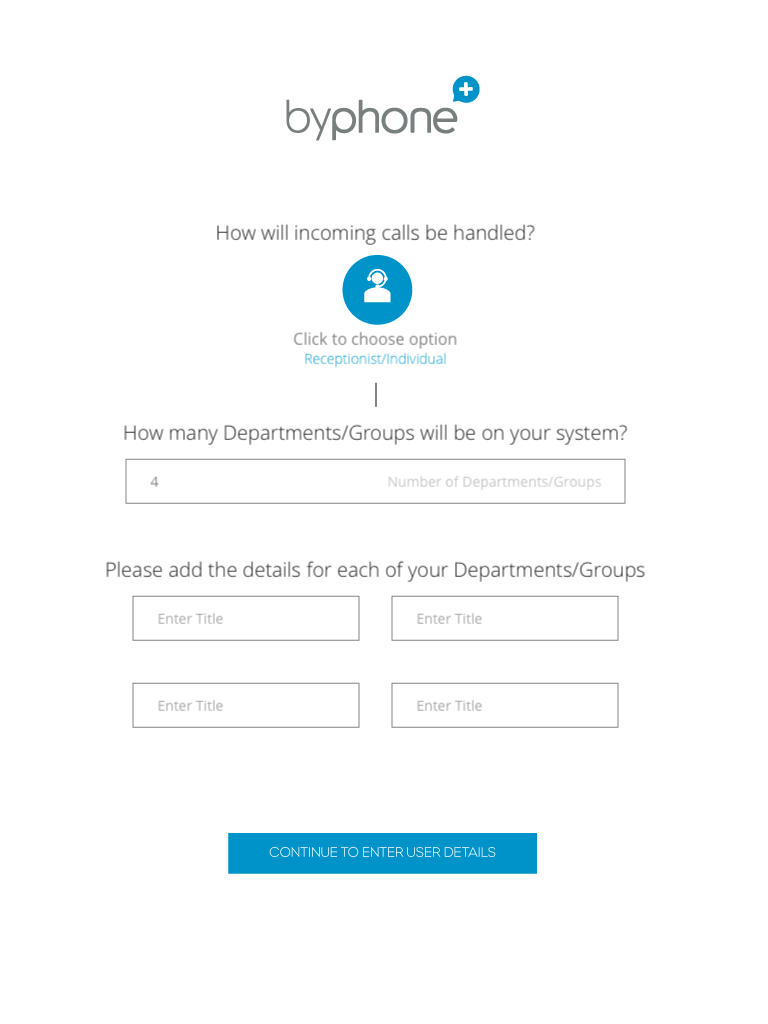 byphone
How will incoming calls be handled?
Click to choose option
Receptionist/Individual
How many Departments/Groups will be on your system?
4 Number of Departments/Groups
Please add the details for each of your Departments/Groups
Enter Title Enter Title
Enter Title Enter Title
CONTINUE TO ENTER USER DETAILS